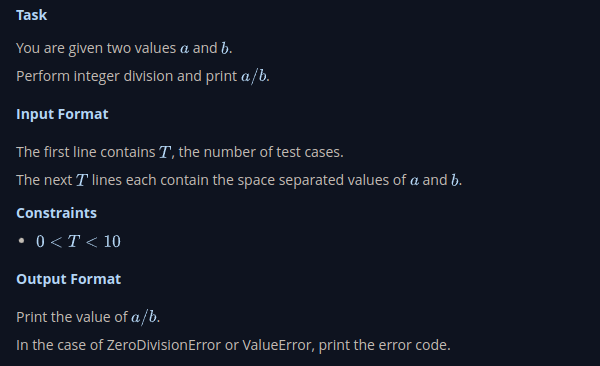 Task
You are given two values a and b.
Perform integer division and print a/b.
Input Format
The first line contains T, the number of test cases.
The next T lines each contain the space separated values of a and b.
Constraints
• 0 < T < 10
Output Format
Print the value of a/b.
In the case of ZeroDivisionError or ValueError, print the error code.